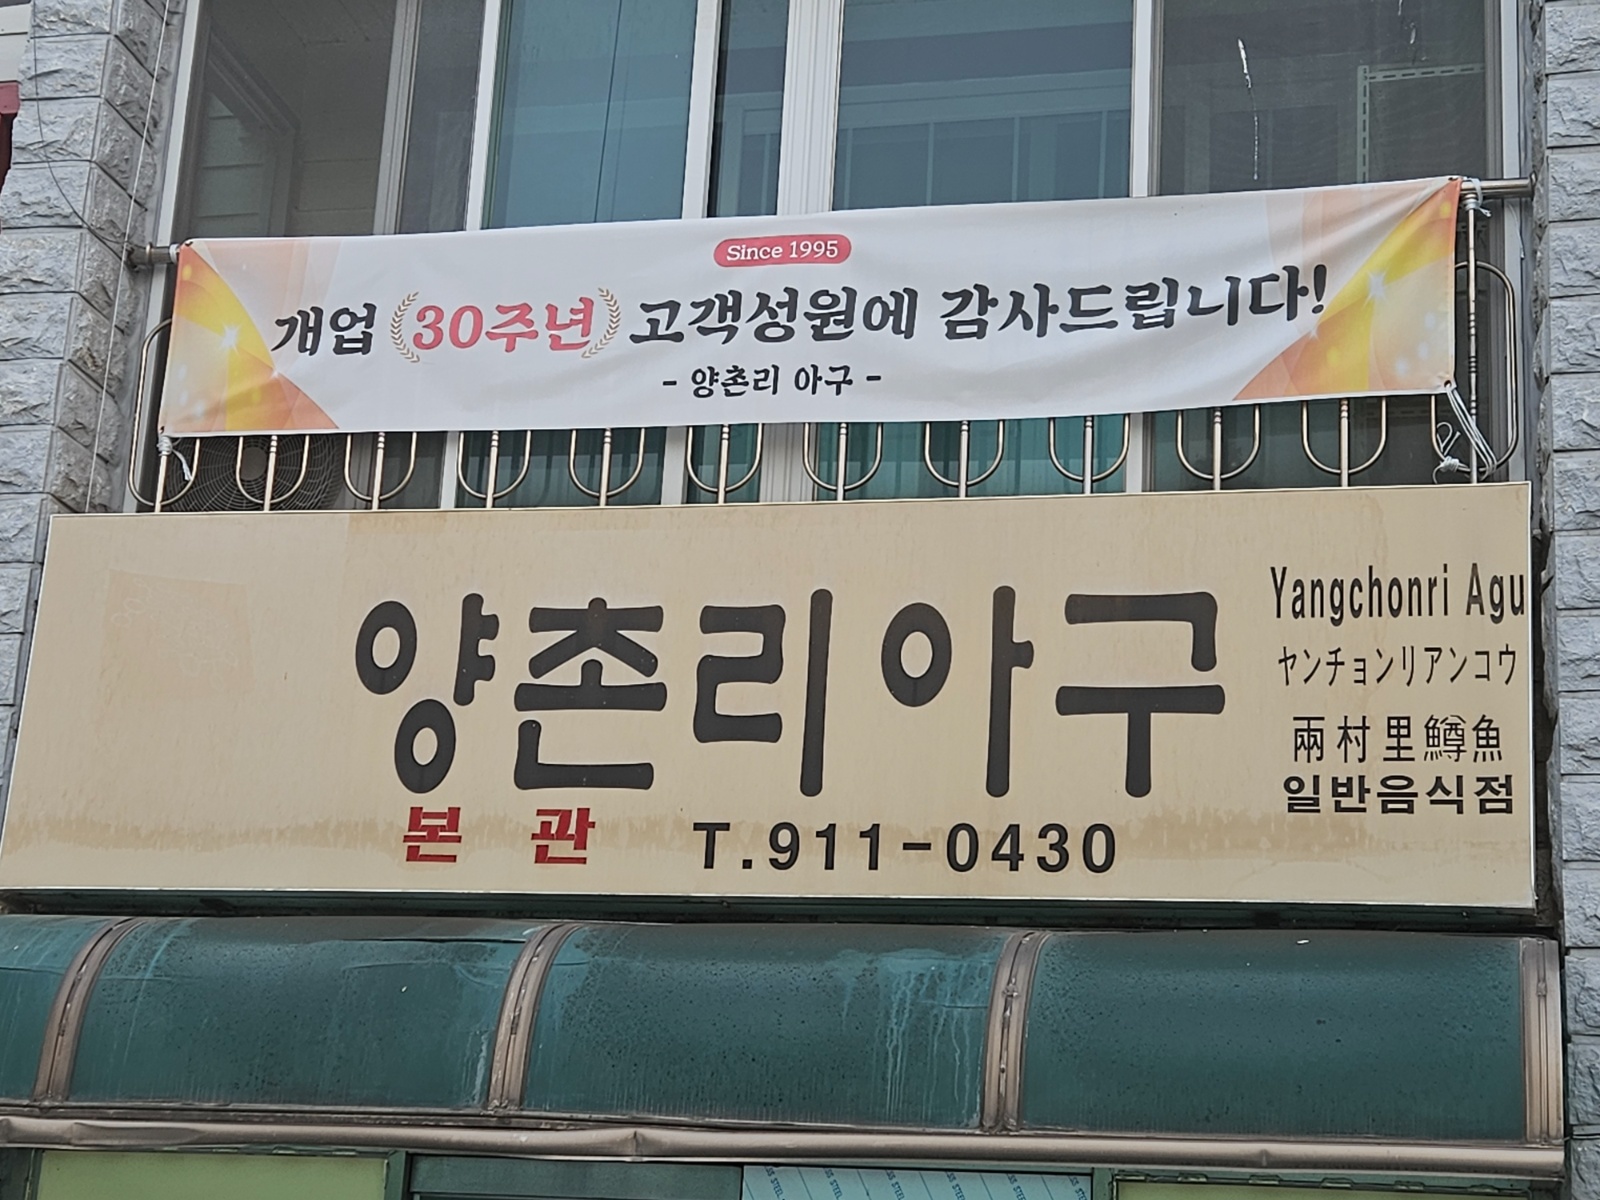 Since 1995
개업 30주년 고객성원에 감사드립니다!
- 양촌리 아구 -
양촌리아구
본관 T.911-0430
Yangchonri Agu
ヤンチョンリアンコウ
兩村里鱒魚
일반음식점